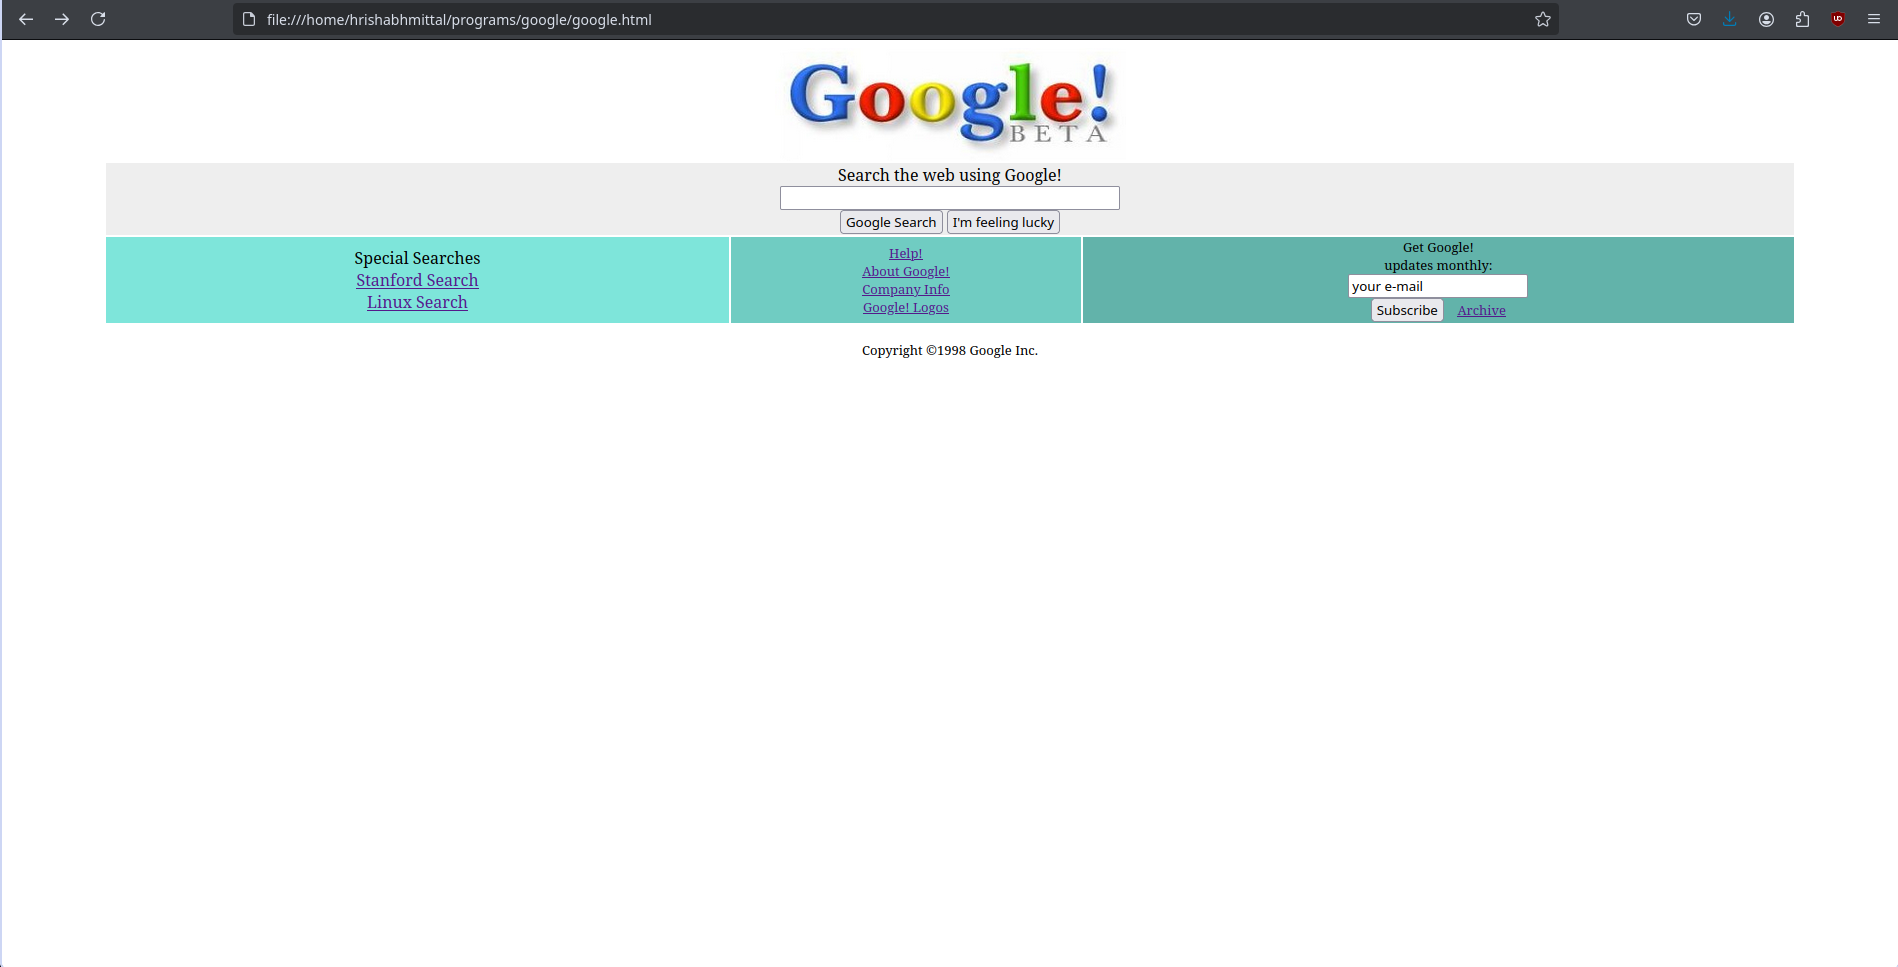 file:///home/hrishabhmittal/programs/google/google.html
Google!
BETA
Search the web using Google!
Google Search I'm feeling lucky
Special Searches
Stanford Search
Linux Search
Help!
About Google!
Company Info
Google! Logos
Get Google!
updates monthly:
your e-mail
Subscribe Archive
Copyright ©1998 Google Inc.